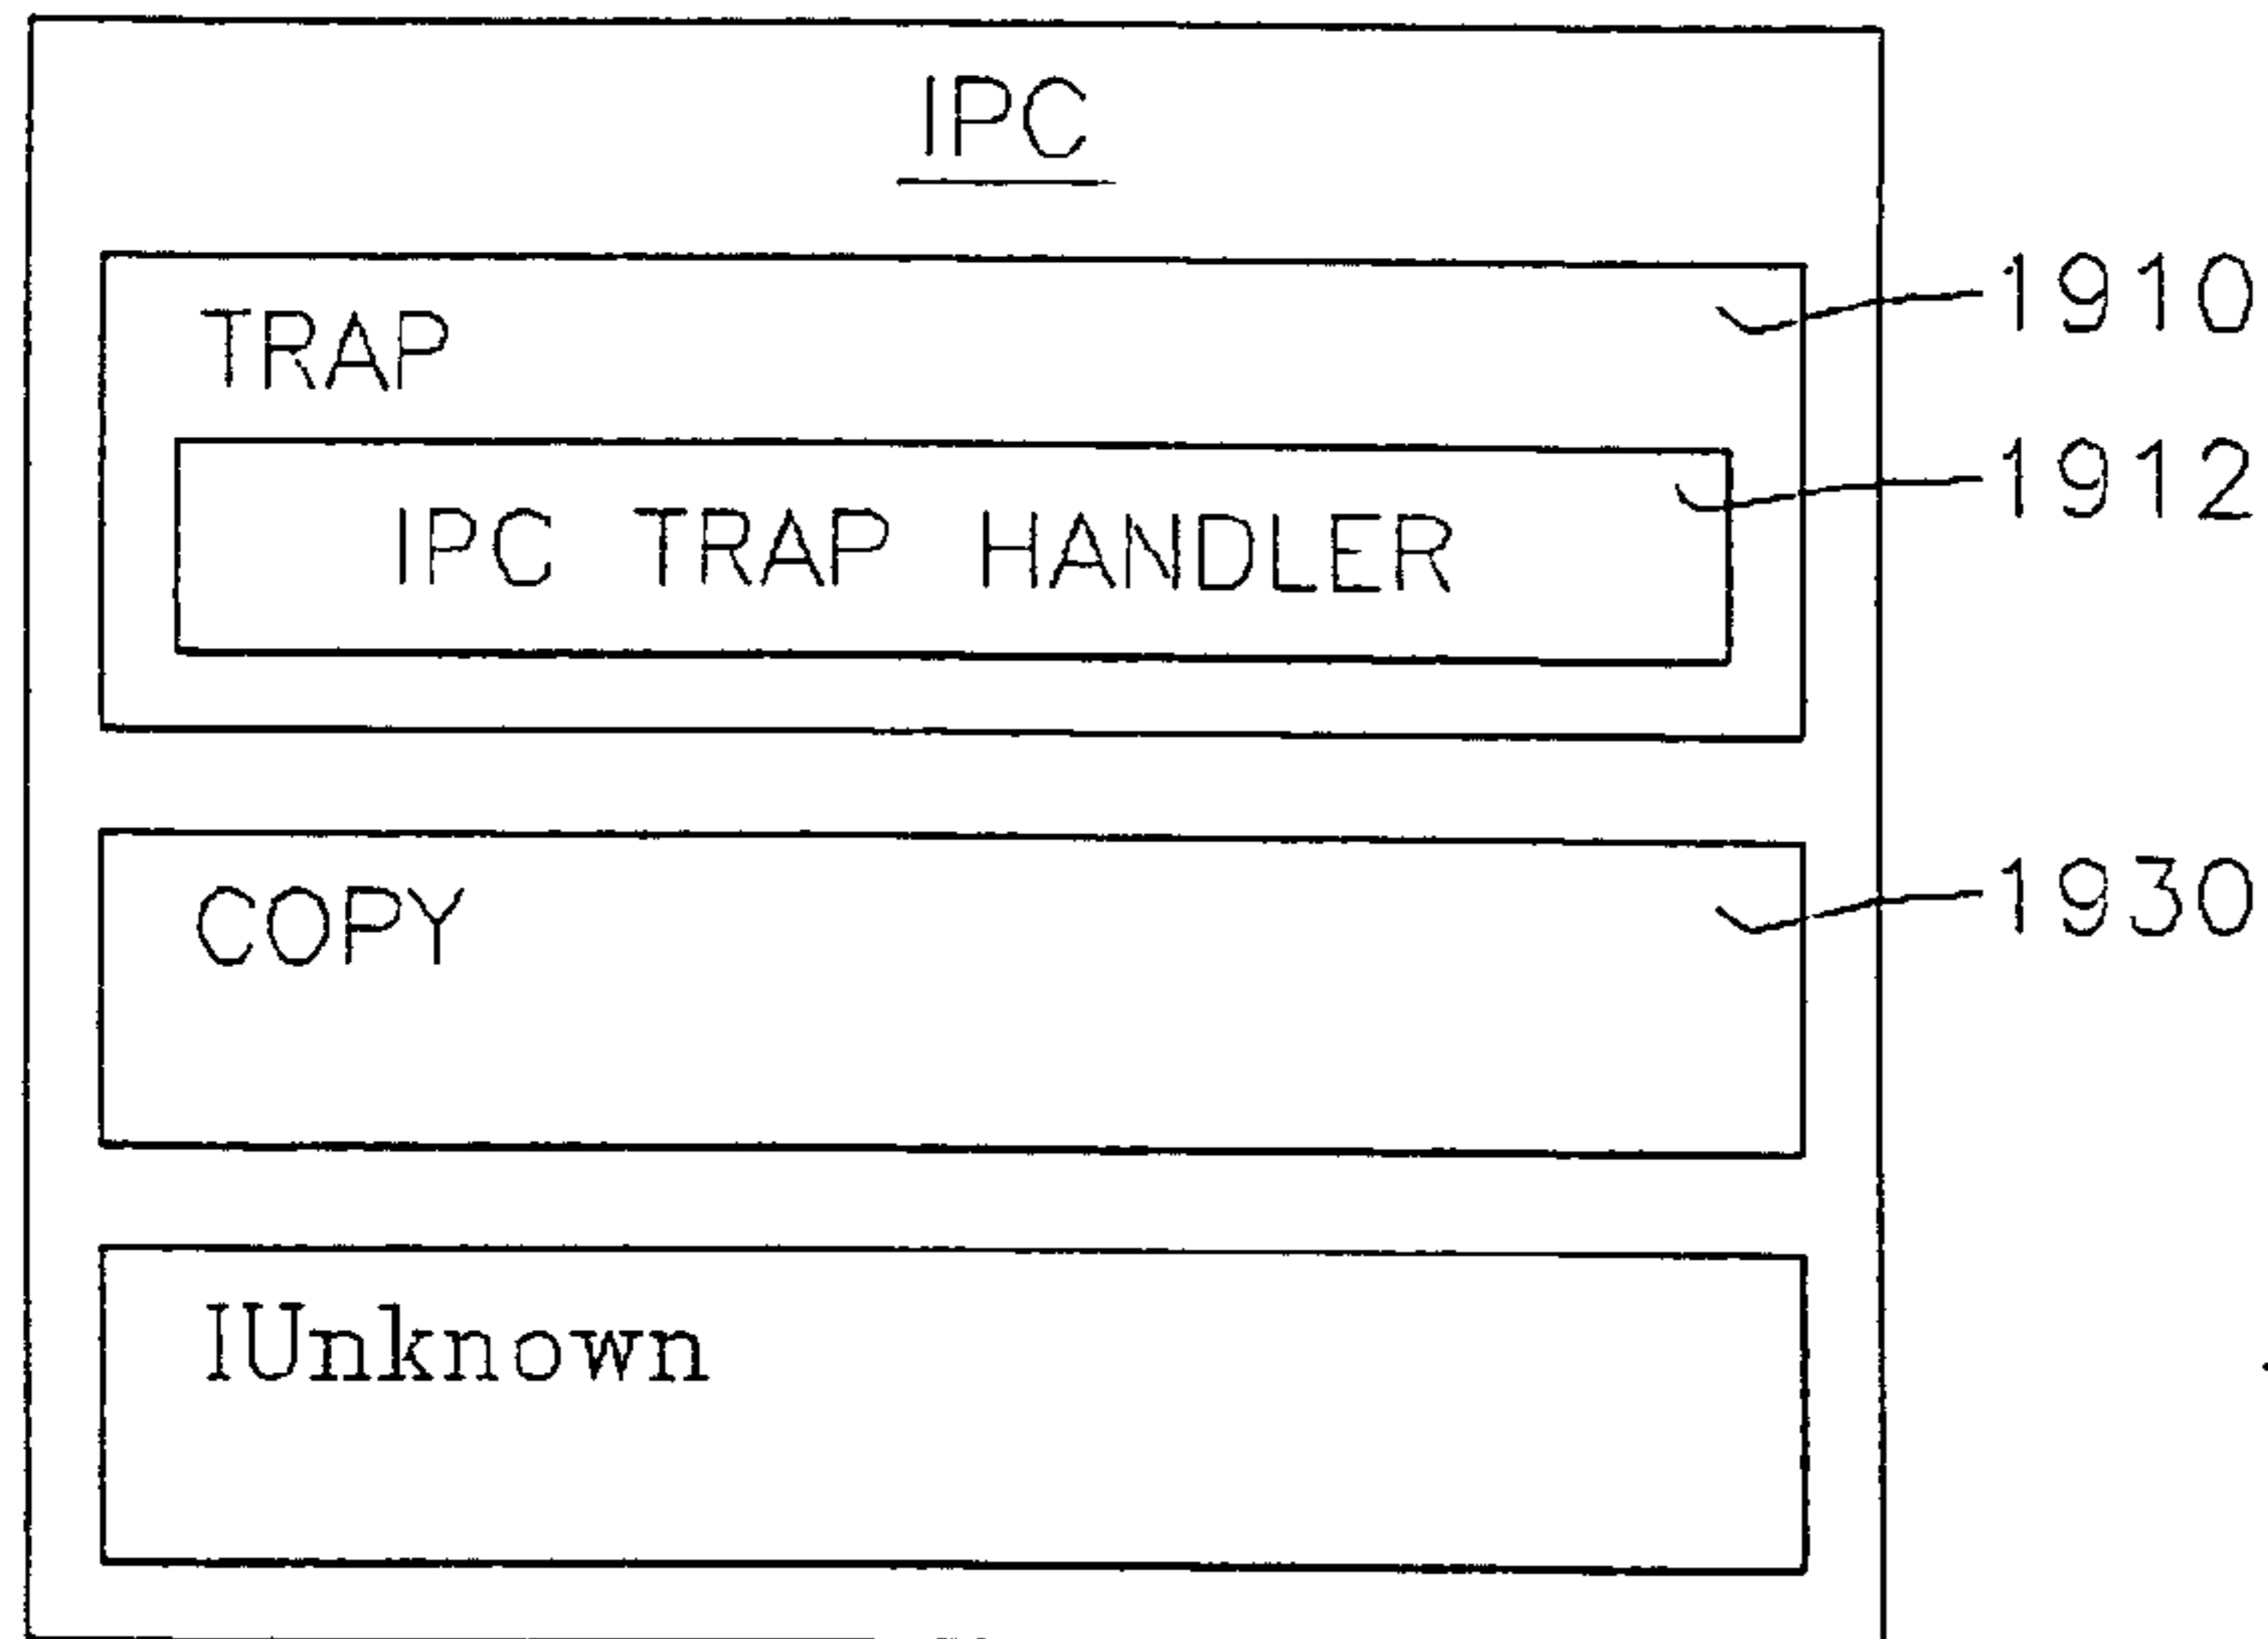 IPC
TRAP
1910
IPC TRAP HANDLER
1912
COPY
1930
IUnknown